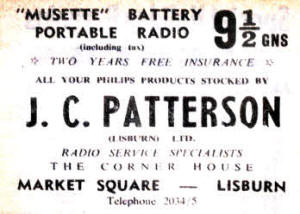 "MUSETTE" BATTERY
PORTABLE RADIO 9½ GNS
(including tax)
★ TWO YEARS FREE INSURANCE ★
ALL YOUR PHILIPS PRODUCTS STOCKED BY
J. C. PATTERSON
(LISBURN) LTD.
RADIO SERVICE SPECIALISTS
THE CORNER HOUSE
MARKET SQUARE — LISBURN
Telephone 2034/5